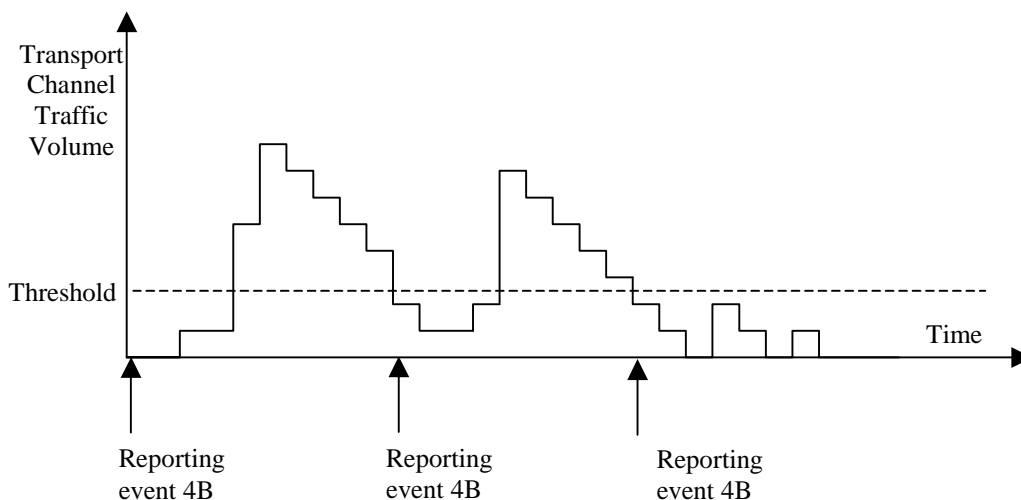 Transport
Channel
Traffic
Volume
Threshold
Time
Reporting
event 4B
Reporting
event 4B
Reporting
event 4B